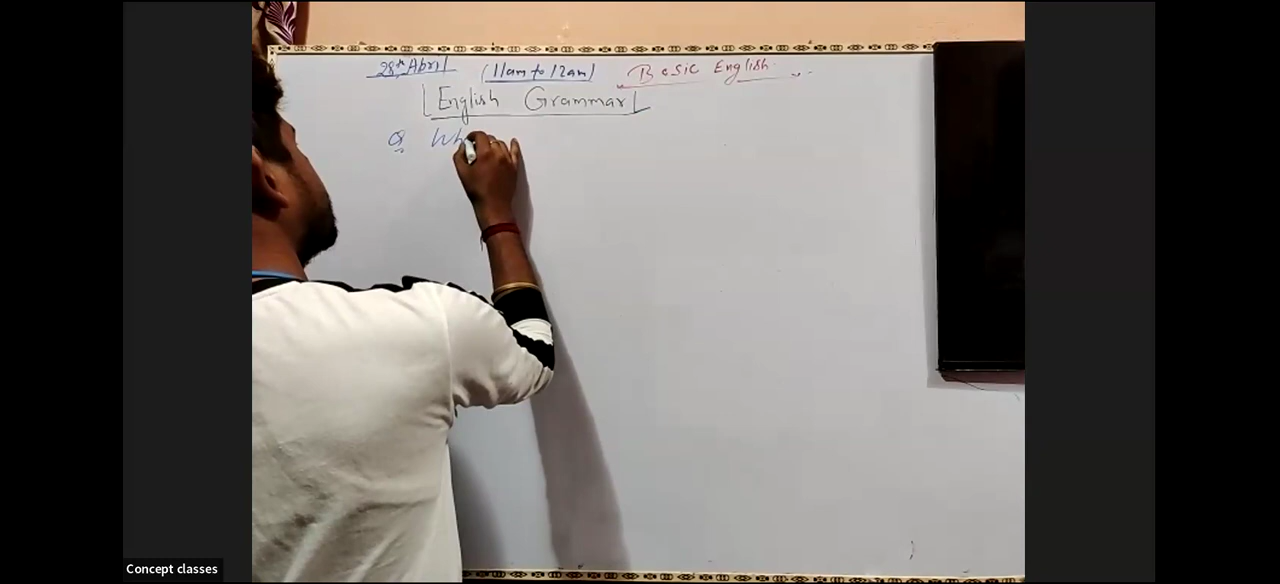 28th April (11am to 12am) Basic English
English Grammar
Q Wh
Concept classes